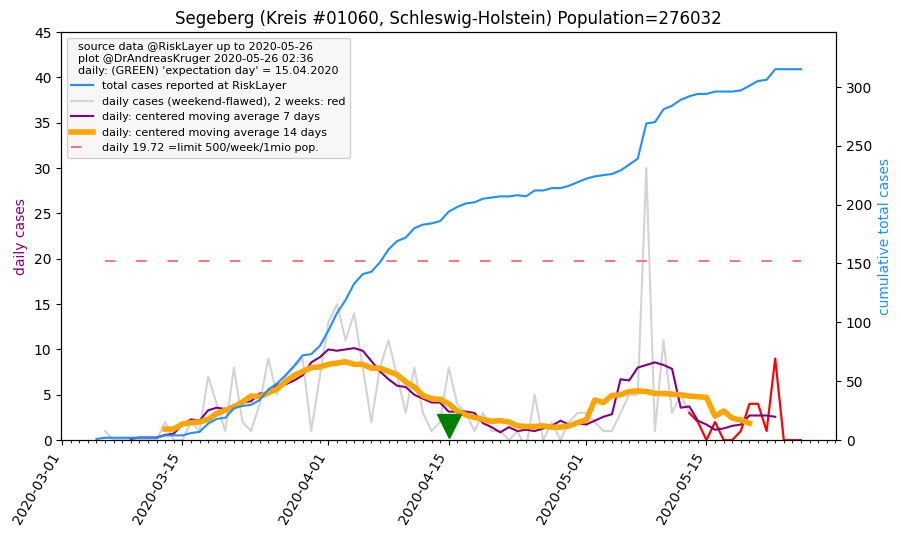 Segeberg (Kreis #01060, Schleswig-Holstein) Population=276032
source data @RiskLayer up to 2020-05-26
plot @DrAndreasKruger 2020-05-26 02:36
daily: (GREEN) 'expectation day' = 15.04.2020
total cases reported at RiskLayer
daily cases (weekend-flawed), 2 weeks: red
daily: centered moving average 7 days
daily: centered moving average 14 days
daily 19.72 =limit 500/week/1mio pop.
daily cases
45
40
35
30
25
20
15
10
5
0
cumulative total cases
300
250
200
150
100
50
0
2020-03-01
2020-03-15
2020-04-01
2020-04-15
2020-05-01
2020-05-15